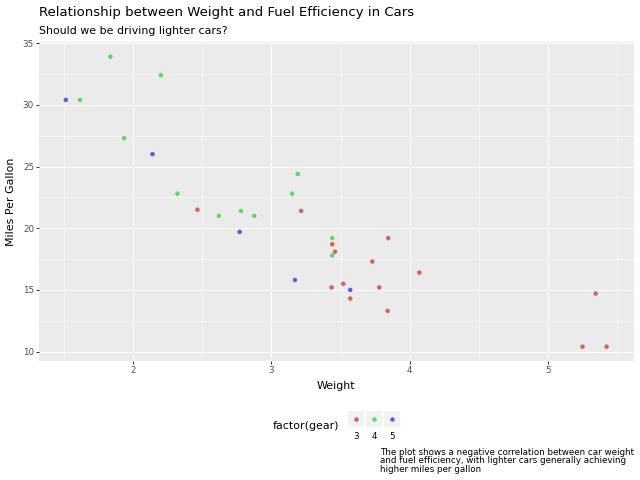 Relationship between Weight and Fuel Efficiency in Cars
Should we be driving lighter cars?
35
30
25
20
15
10
Miles Per Gallon
2 3 4 5
Weight
factor(gear)
3 4 5
The plot shows a negative correlation between car weight
and fuel efficiency, with lighter cars generally achieving
higher miles per gallon